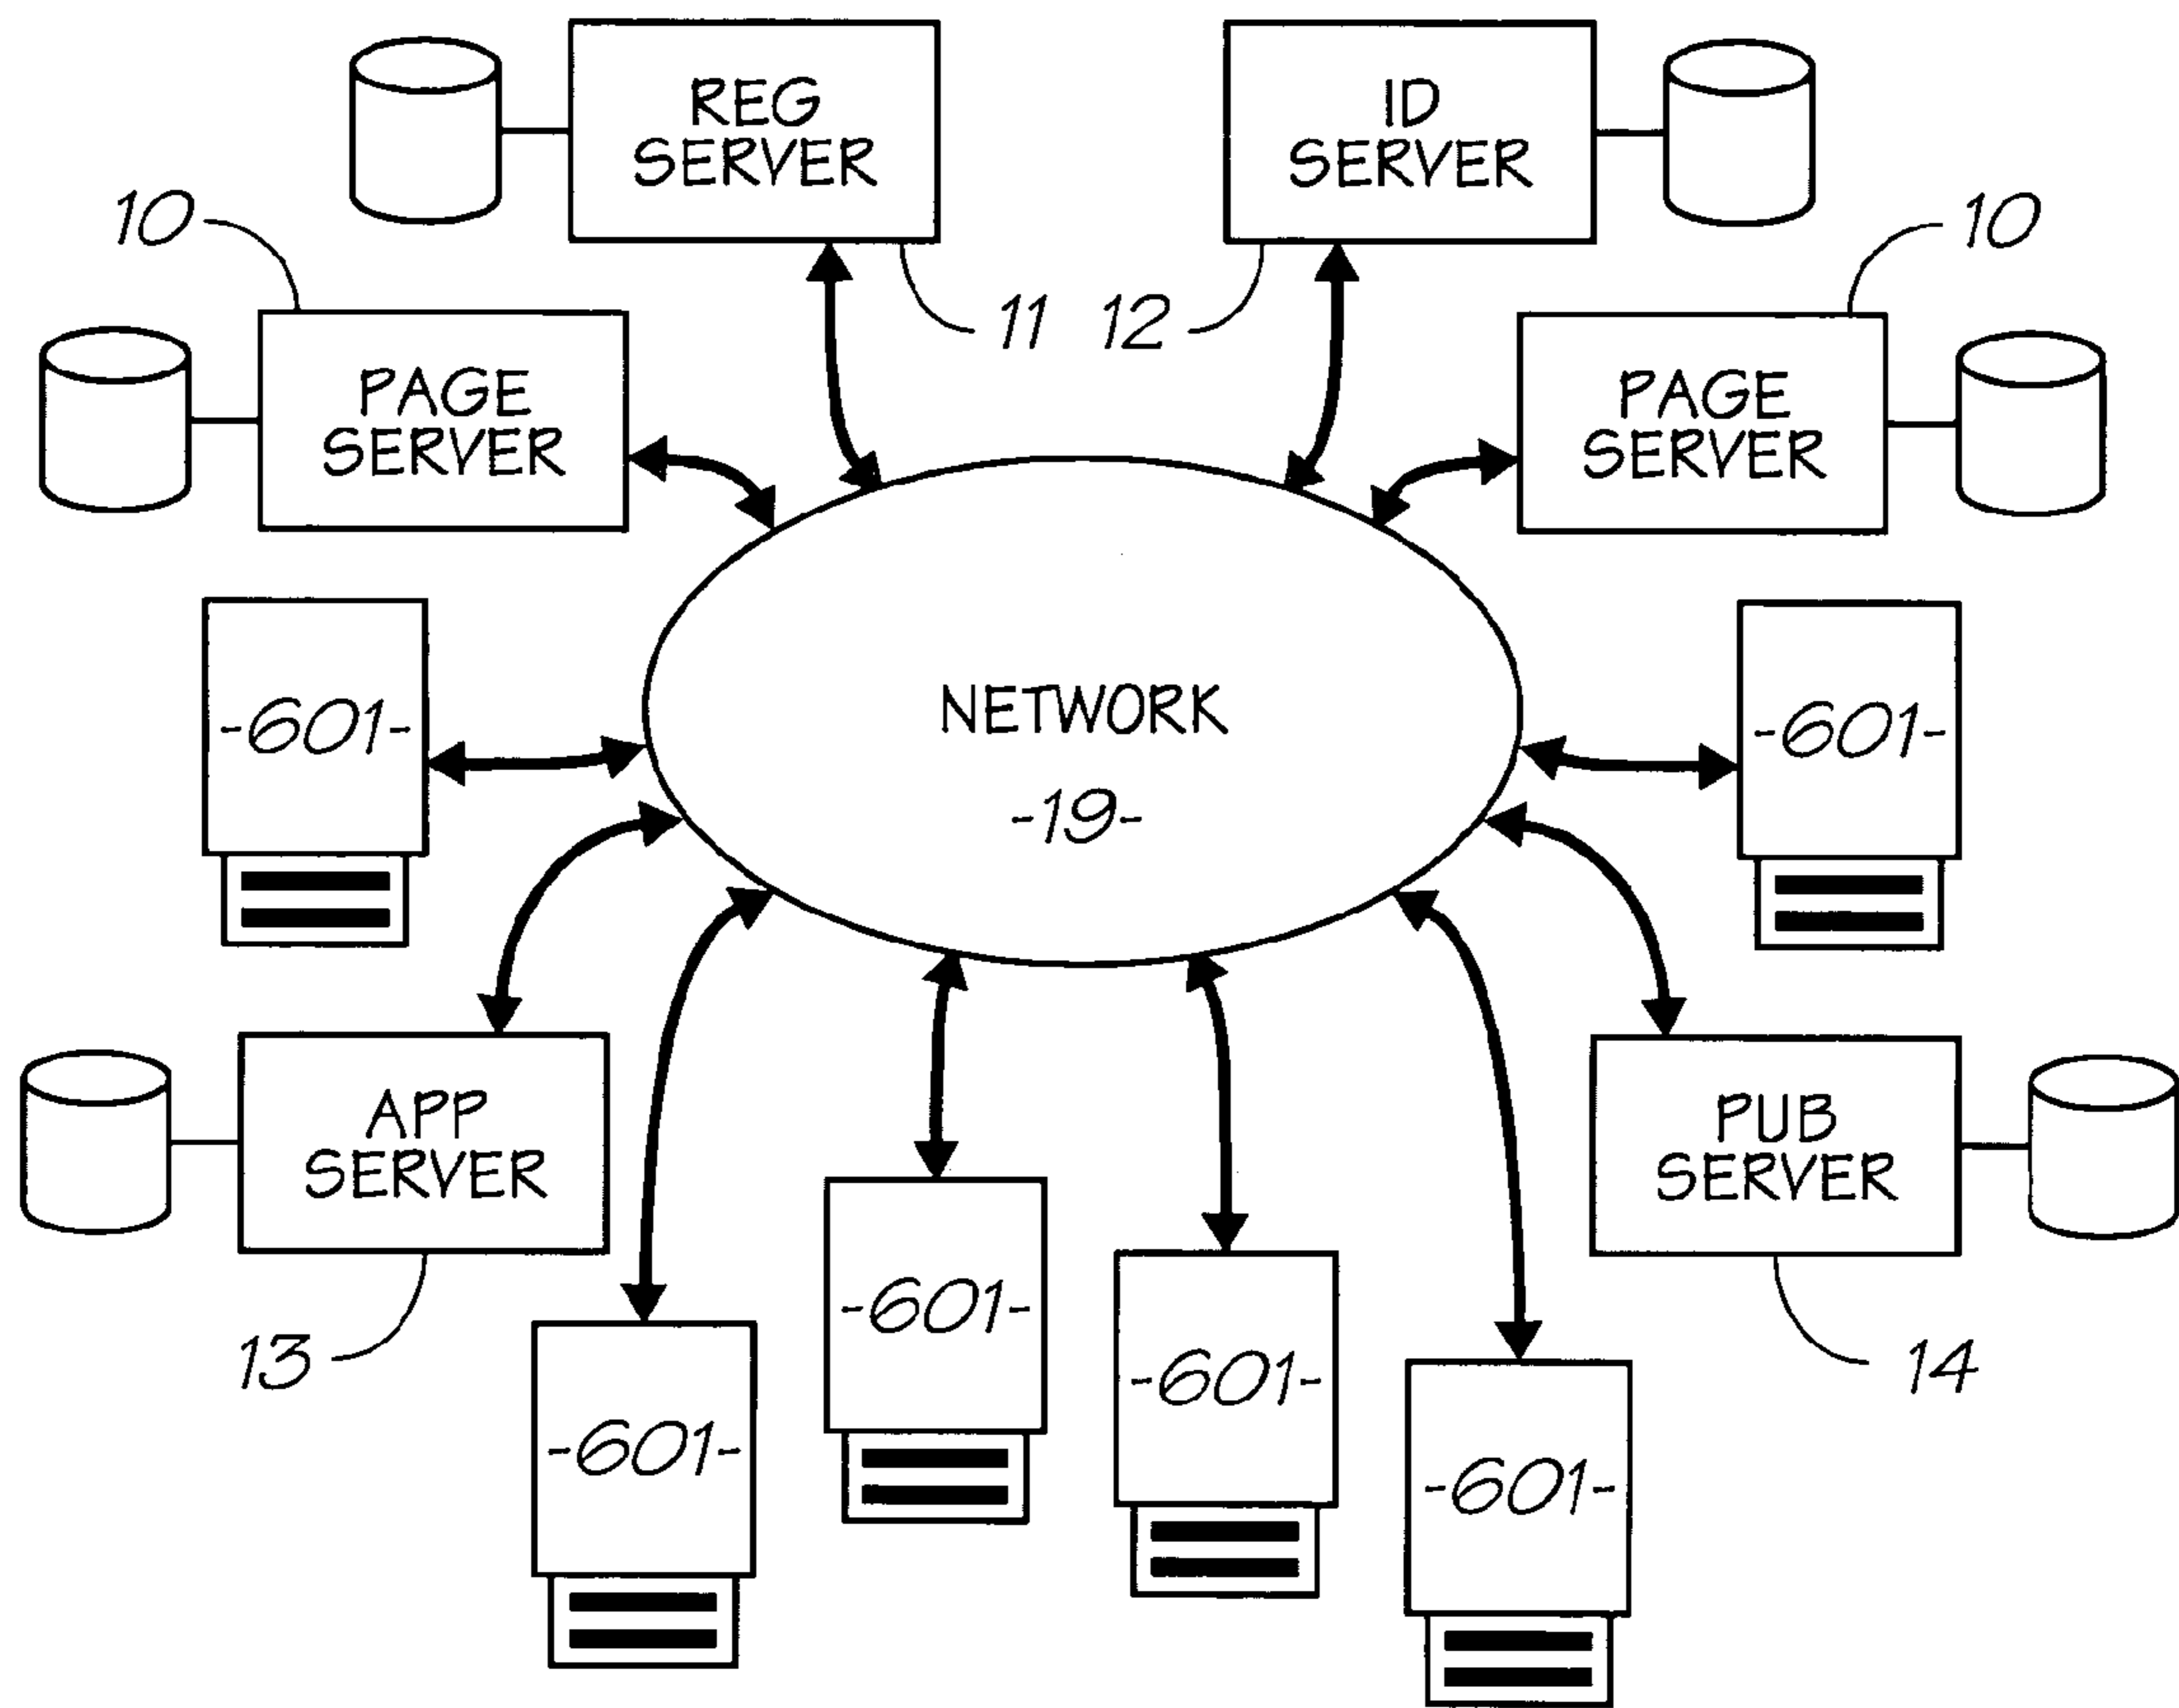 REG
SERVER
ID
SERVER
10
10
11
12
PAGE
SERVER
PAGE
SERVER
-601-
NETWORK
-19-
-601-
APP
SERVER
PUB
SERVER
13
14
-601-
-601-
-601-
-601-